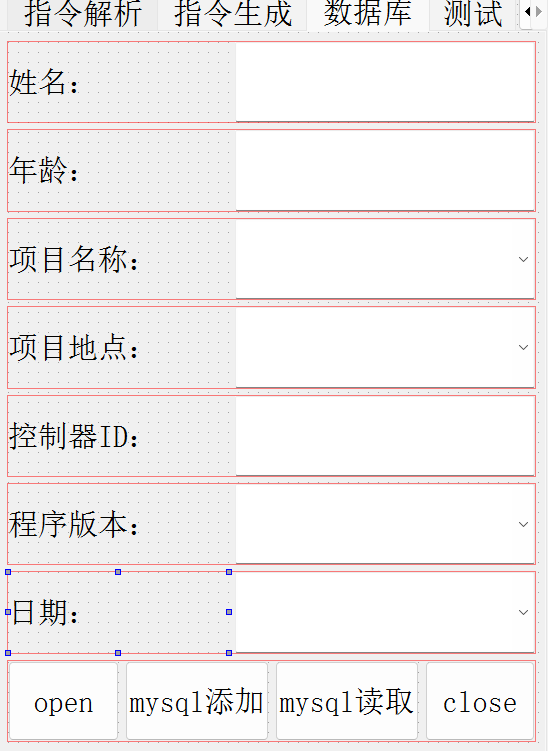 指令解析 指令生成 数据库 测试
姓名：
年龄：
项目名称：
项目地点：
控制器ID：
程序版本：
日期：
open mysql添加 mysql读取 close